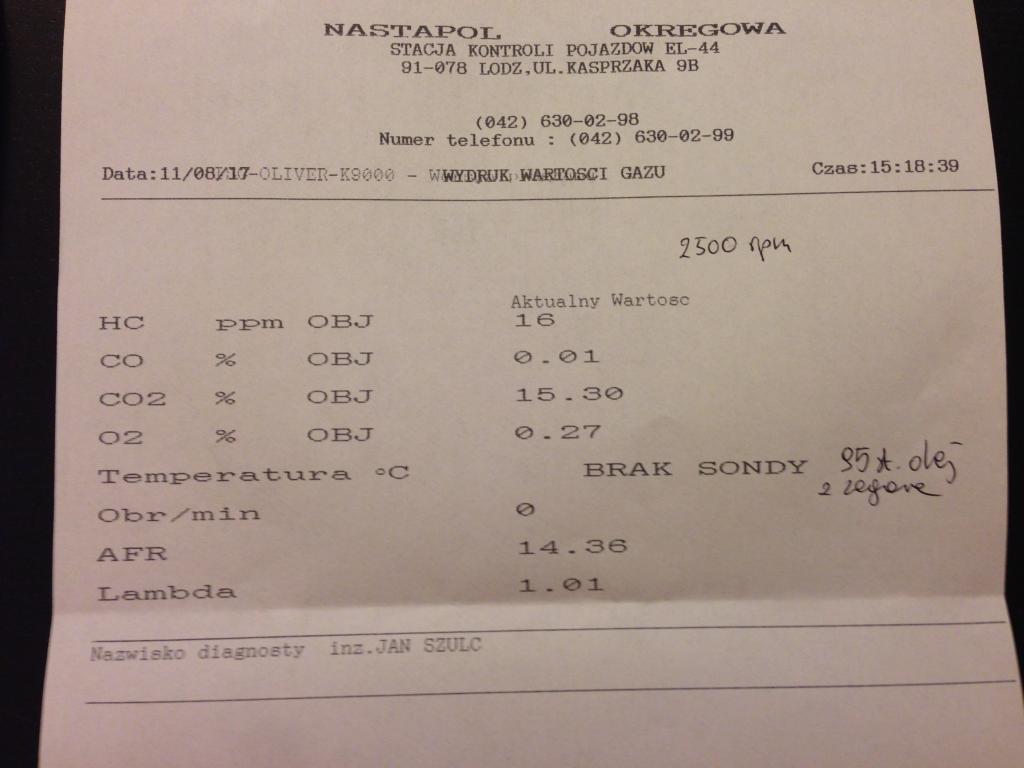 NASTAPOL OKREGOWA
STACJA KONTROLI POJAZDOW EL-44
91-078 LODZ,UL.KASPRZAKA 9B
(042) 630-02-98
Numer telefonu : (042) 630-02-99
Data:11/08/17-OLIVER-K9000 - WYDRUK WARTOSCI GAZU Czas:15:18:39
2500 rpm
Aktualny Wartosc
HC ppm OBJ 16
CO % OBJ 0.01
CO2 % OBJ 15.30
O2 % OBJ 0.27
Temperatura °C BRAK SONDY 95 st. olej
z zegara
Obr/min 0
AFR 14.36
Lambda 1.01
Nazwisko diagnosty inz.JAN SZULC